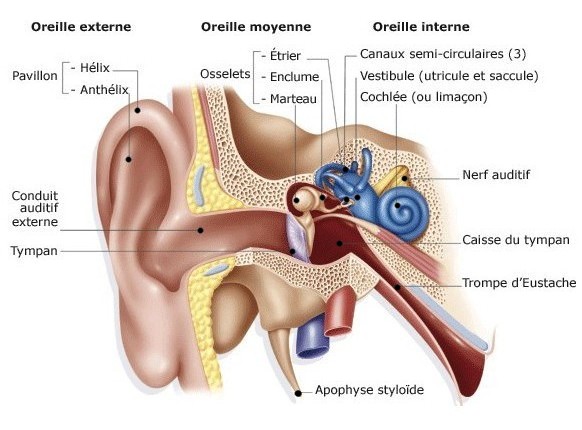 Oreille externe
Oreille moyenne
Oreille interne
Pavillon
- Hélix
- Anthélix
Osselets
- Étrier
- Enclume
- Marteau
Canaux semi-circulaires (3)
Vestibule (utricule et saccule)
Cochlée (ou limaçon)
Nerf auditif
Conduit
auditif
externe
Tympan
Caisse du tympan
Trompe d'Eustache
Apophyse styloïde